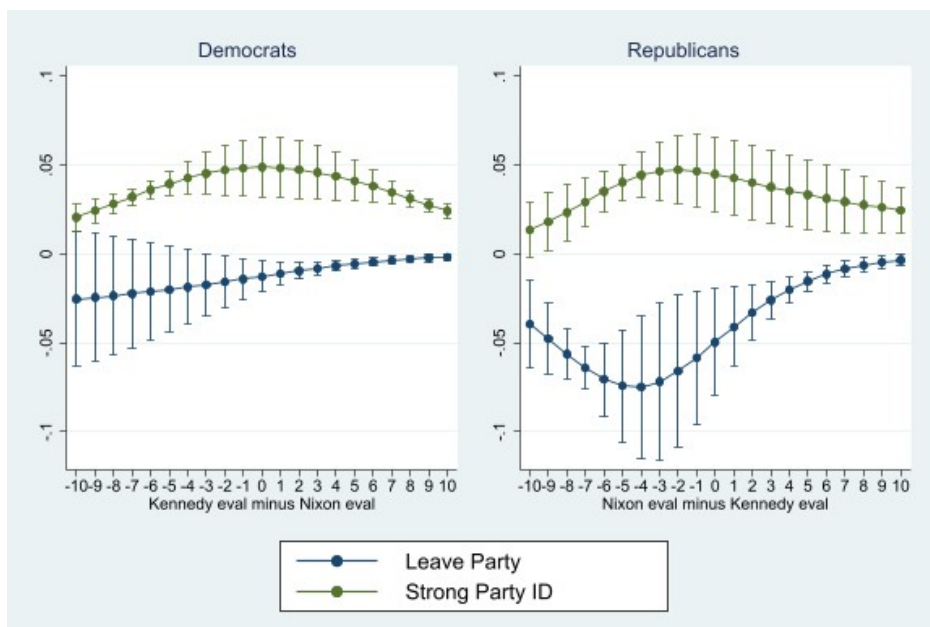 Democrats
Republicans
.1
.05
0
-.05
-.1
.1
.05
0
-.05
-.1
-10 -9 -8 -7 -6 -5 -4 -3 -2 -1 0 1 2 3 4 5 6 7 8 9 10
Kennedy eval minus Nixon eval
-10 -9 -8 -7 -6 -5 -4 -3 -2 -1 0 1 2 3 4 5 6 7 8 9 10
Nixon eval minus Kennedy eval
Leave Party
Strong Party ID